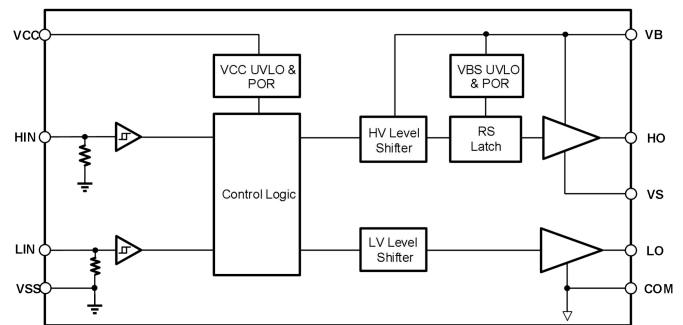 VCC
VB
VCC UVLO &
POR
VBS UVLO
& POR
HIN
HV Level
Shifter
RS
Latch
HO
Control Logic
VS
LIN
LV Level
Shifter
LO
VSS
COM